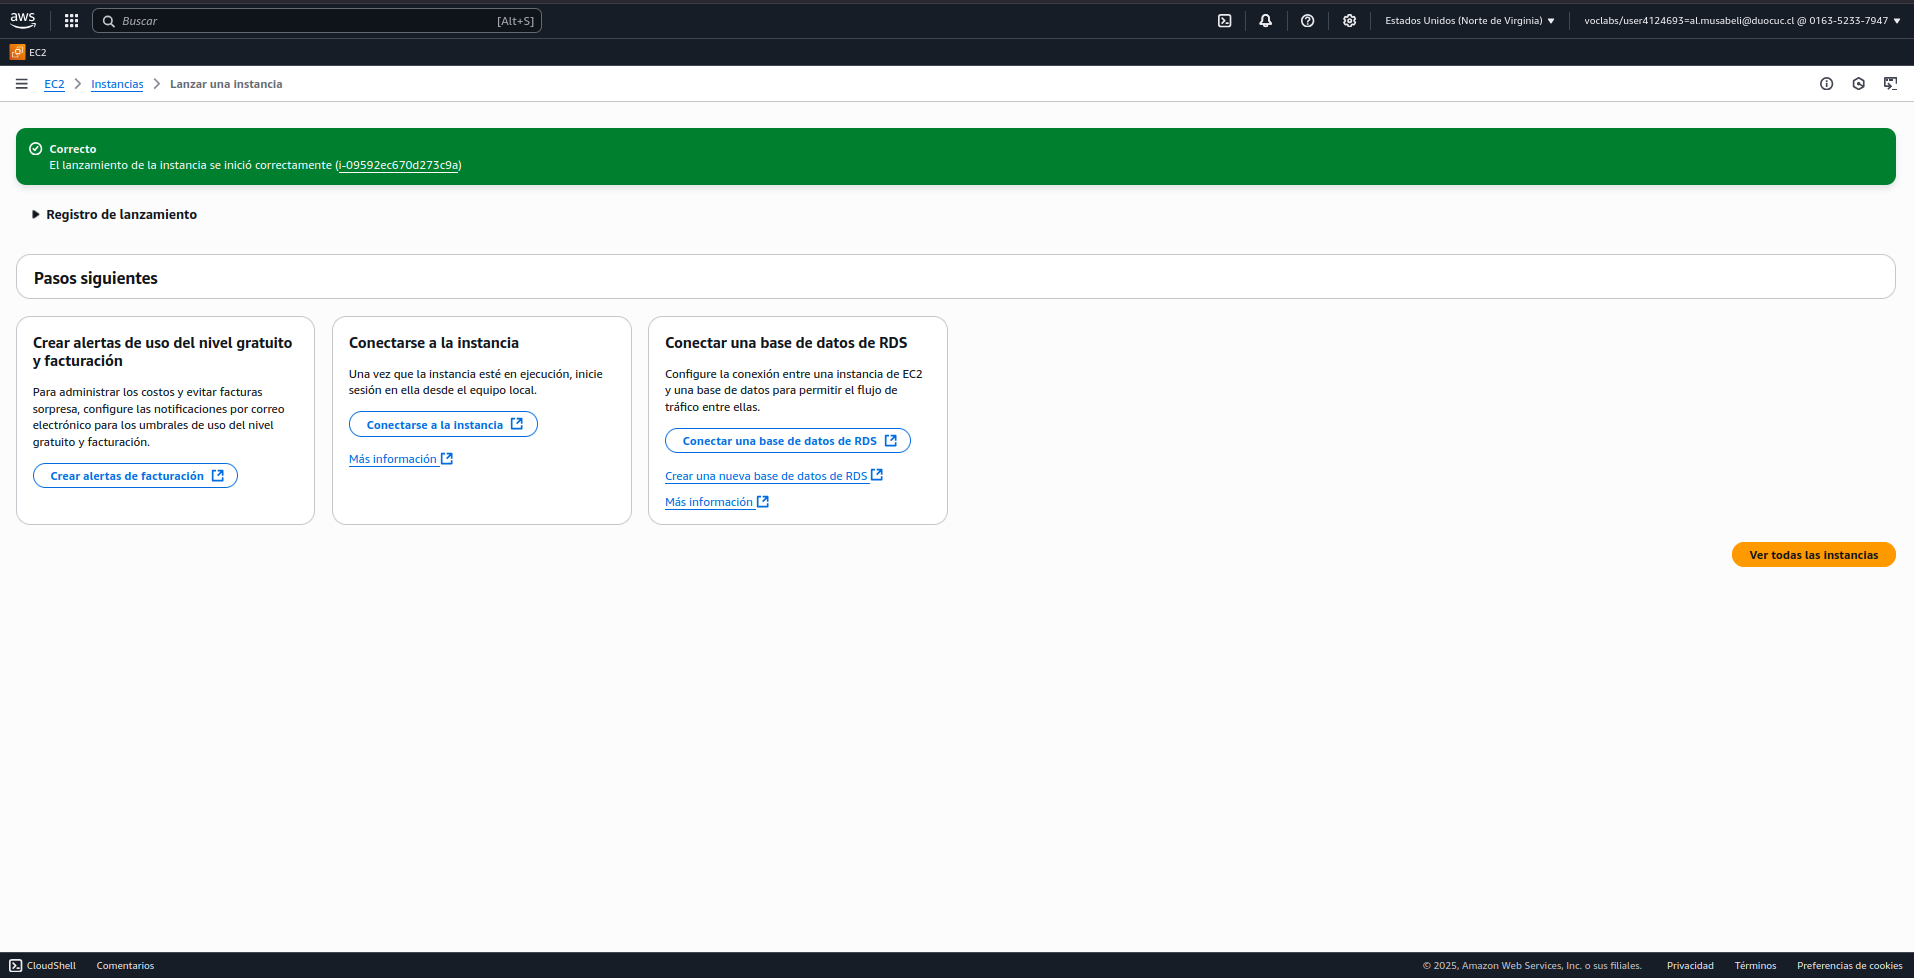 aws
Buscar
[Alt+S]
Estados Unidos (Norte de Virginia)
voclabs/user4124693=al.musabeli@duocuc.cl @ 0163-5233-7947
EC2
EC2
Instancias
Lanzar una instancia
Correcto
El lanzamiento de la instancia se inició correctamente (i-09592ec670d273c9a)
Registro de lanzamiento
Pasos siguientes
Crear alertas de uso del nivel gratuito
y facturación
Para administrar los costos y evitar facturas
sorpresa, configure las notificaciones por correo
electrónico para los umbrales de uso del nivel
gratuito y facturación.
Crear alertas de facturación
Conectarse a la instancia
Una vez que la instancia esté en ejecución, inicie
sesión en ella desde el equipo local.
Conectarse a la instancia
Más información
Conectar una base de datos de RDS
Configure la conexión entre una instancia de EC2
y una base de datos para permitir el flujo de
tráfico entre ellas.
Conectar una base de datos de RDS
Crear una nueva base de datos de RDS
Más información
Ver todas las instancias
CloudShell
Comentarios
© 2025, Amazon Web Services, Inc. o sus filiales.
Privacidad
Términos
Preferencias de cookies